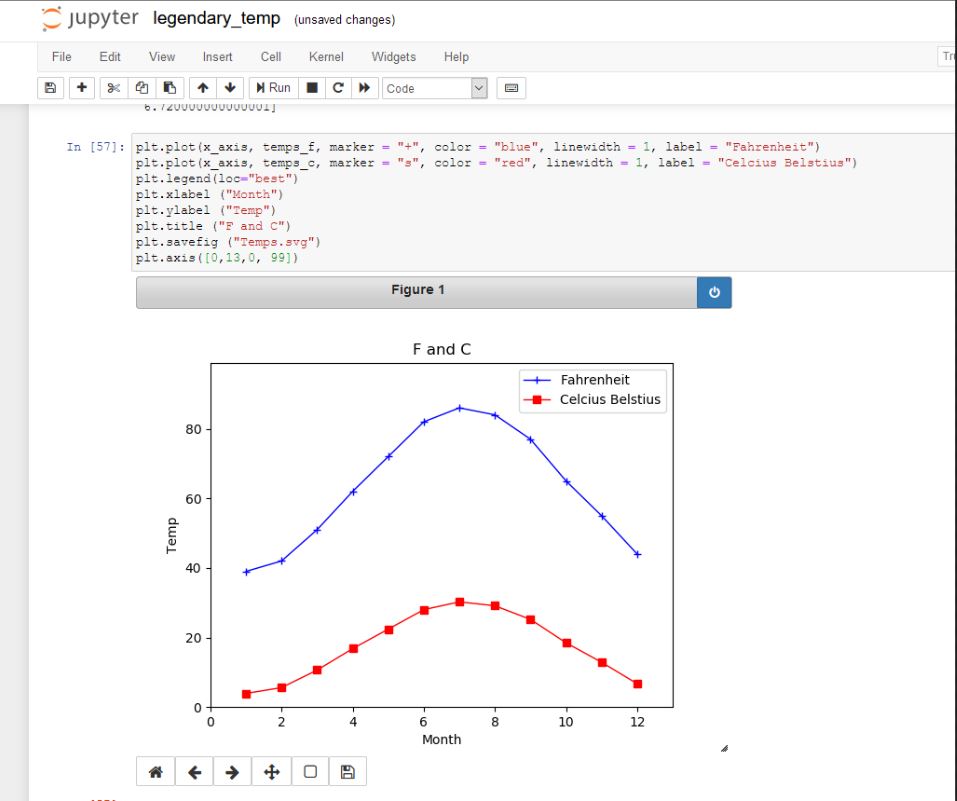 jupyter legendary_temp (unsaved changes)
File Edit View Insert Cell Kernel Widgets Help
Run Code
6.720000000000001]
In [57]: plt.plot(x_axis, temps_f, marker = "+", color = "blue", linewidth = 1, label = "Fahrenheit")
plt.plot(x_axis, temps_c, marker = "s", color = "red", linewidth = 1, label = "Celcius Belstius")
plt.legend(loc="best")
plt.xlabel ("Month")
plt.ylabel ("Temp")
plt.title ("F and C")
plt.savefig ("Temps.svg")
plt.axis([0,13,0, 99])
Figure 1
F and C
Fahrenheit
Celcius Belstius
80
60
Temp
40
20
0
0 2 4 6 8 10 12
Month